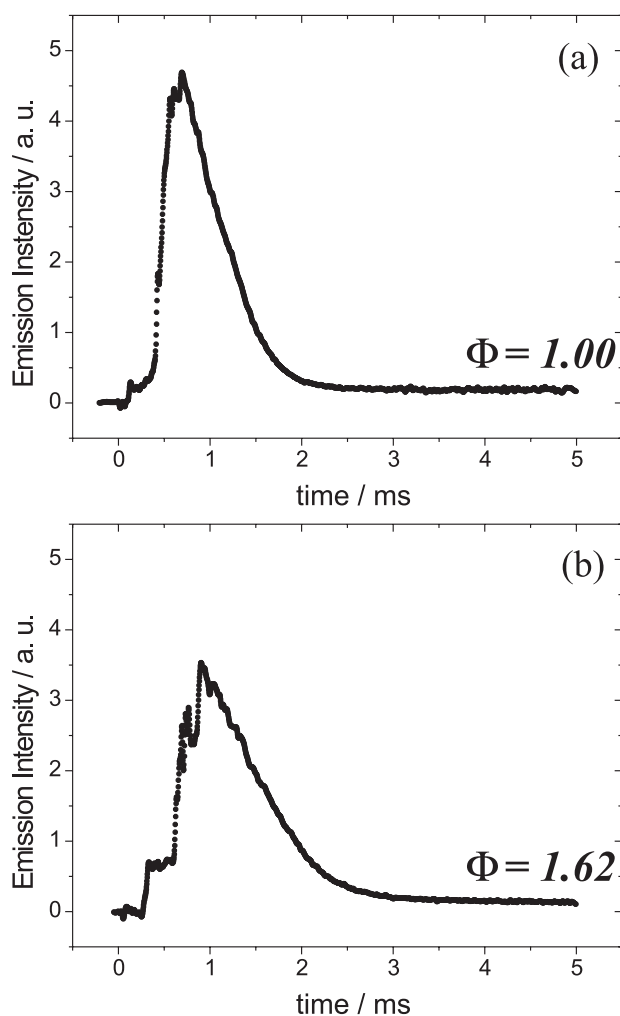 (a)
5
4
3
2
1
0
Emission Instensity / a. u.
Φ = 1.00
0 1 2 3 4 5
time / ms
(b)
5
4
3
2
1
0
Emission Intensity / a. u.
Φ = 1.62
0 1 2 3 4 5
time / ms